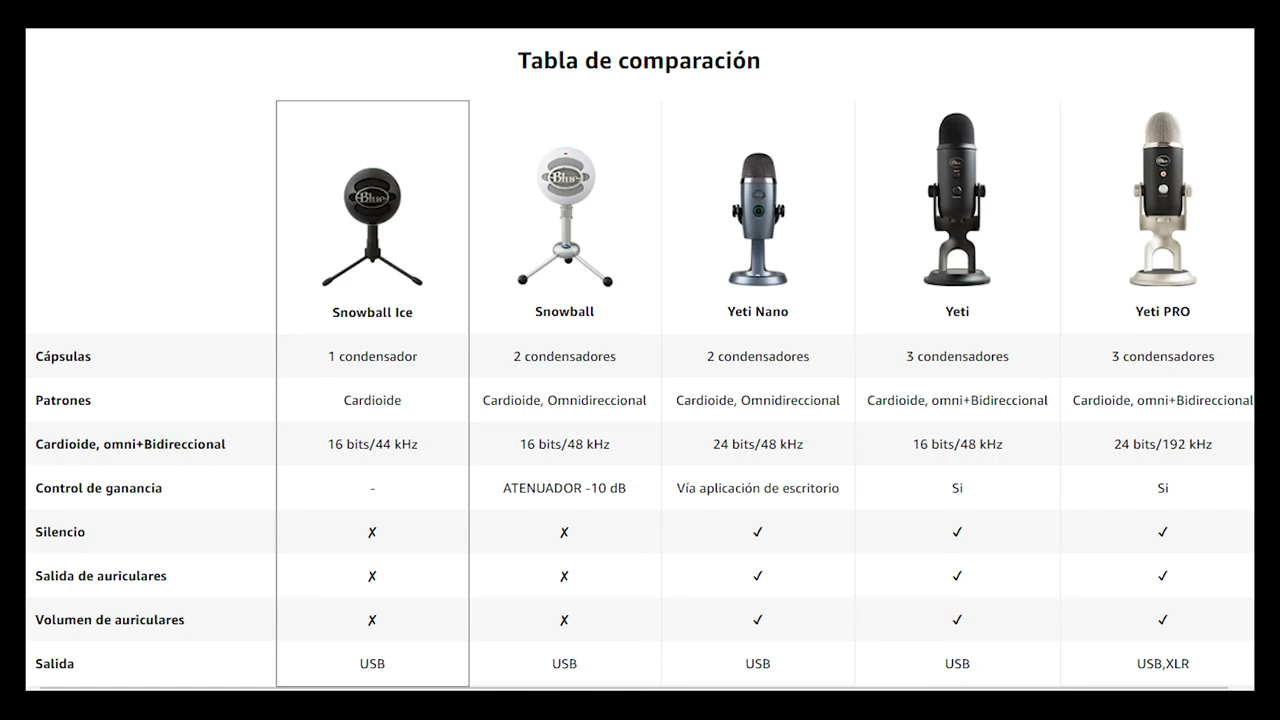 Tabla de comparación
Blue
Blue
Snowball Ice Snowball Yeti Nano Yeti Yeti PRO
Cápsulas 1 condensador 2 condensadores 2 condensadores 3 condensadores 3 condensadores
Patrones Cardioide Cardioide, Omnidireccional Cardioide, Omnidireccional Cardioide, omni+Bidireccional Cardioide, omni+Bidireccional
Cardioide, omni+Bidireccional 16 bits/44 kHz 16 bits/48 kHz 24 bits/48 kHz 16 bits/48 kHz 24 bits/192 kHz
Control de ganancia - ATENUADOR -10 dB Vía aplicación de escritorio Si Si
Silencio ✗ ✗ ✓ ✓ ✓
Salida de auriculares ✗ ✗ ✓ ✓ ✓
Volumen de auriculares ✗ ✗ ✓ ✓ ✓
Salida USB USB USB USB USB,XLR